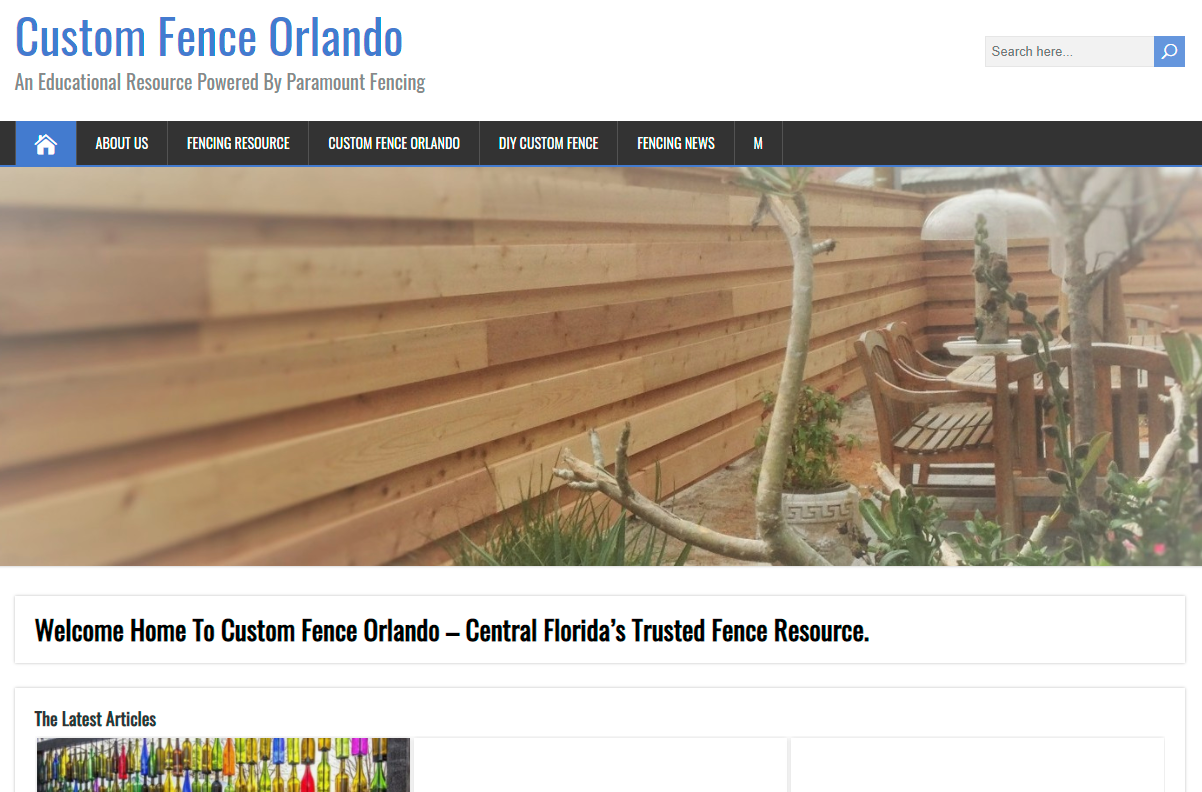 Custom Fence Orlando
An Educational Resource Powered By Paramount Fencing
Search here...
ABOUT US
FENCING RESOURCE
CUSTOM FENCE ORLANDO
DIY CUSTOM FENCE
FENCING NEWS
M
Welcome Home To Custom Fence Orlando – Central Florida’s Trusted Fence Resource.
The Latest Articles